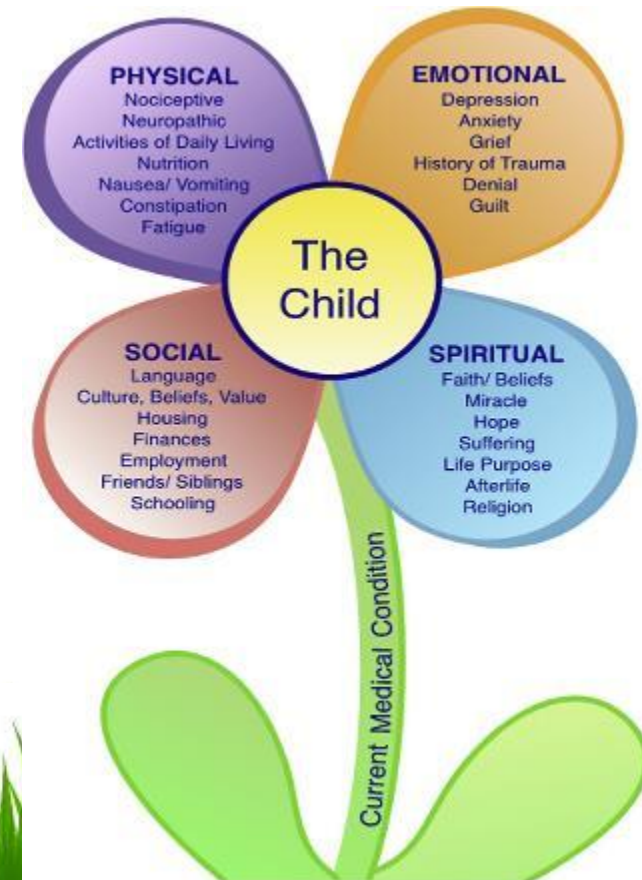 PHYSICAL
Nociceptive
Neuropathic
Activities of Daily Living
Nutrition
Nausea/ Vomiting
Constipation
Fatigue
EMOTIONAL
Depression
Anxiety
Grief
History of Trauma
Denial
Guilt
The
Child
SOCIAL
Language
Culture, Beliefs, Value
Housing
Finances
Employment
Friends/ Siblings
Schooling
SPIRITUAL
Faith/ Beliefs
Miracle
Hope
Suffering
Life Purpose
Afterlife
Religion
Current Medical Condition